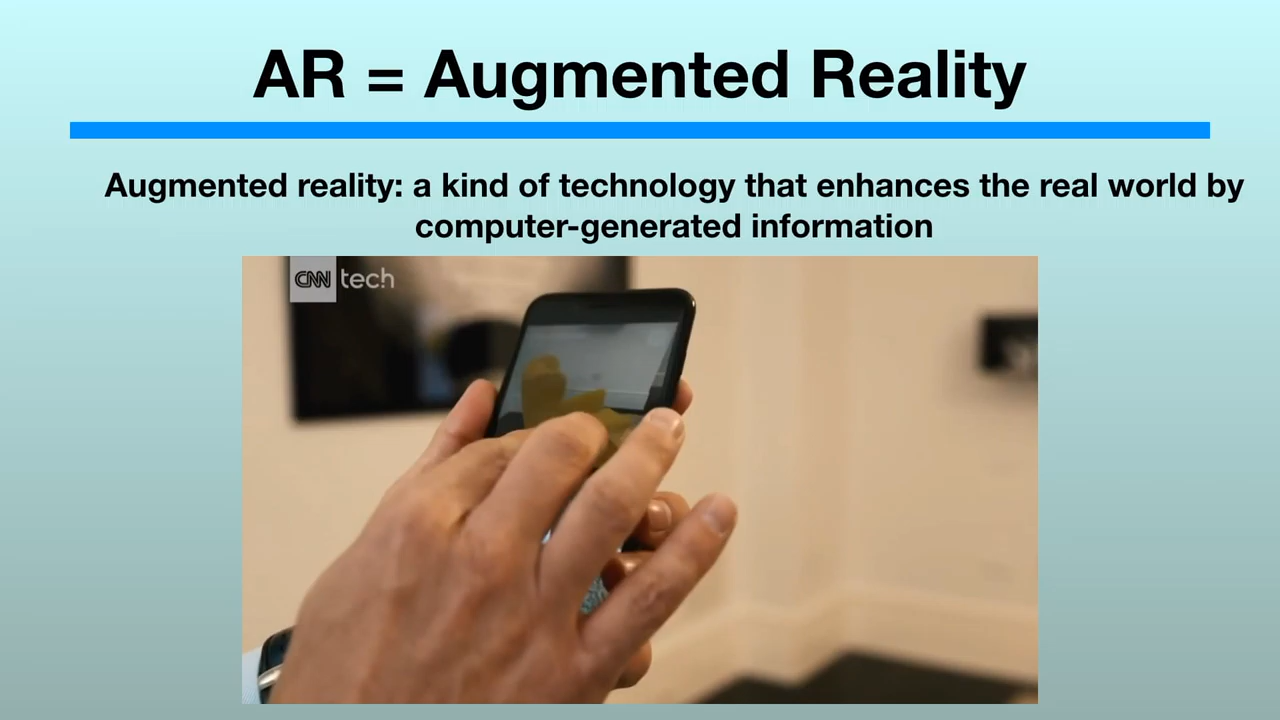 AR = Augmented Reality
Augmented reality: a kind of technology that enhances the real world by
computer-generated information
CNN tech